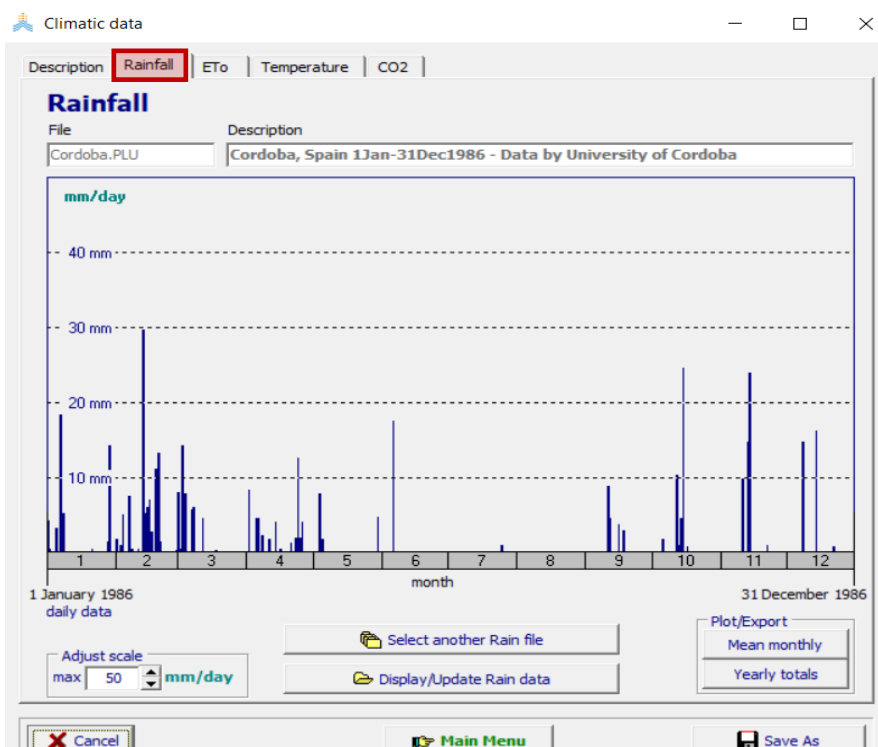 Climatic data
Description Rainfall ETo Temperature CO2
Rainfall
File Description
Cordoba.PLU Cordoba, Spain 1Jan-31Dec1986 - Data by University of Cordoba
mm/day
40 mm
30 mm
20 mm
10 mm
1 2 3 4 5 6 7 8 9 10 11 12
month
1 January 1986 31 December 1986
daily data
Plot/Export
Select another Rain file
Mean monthly
Adjust scale
max 50 mm/day
Display/Update Rain data
Yearly totals
Cancel Main Menu Save As